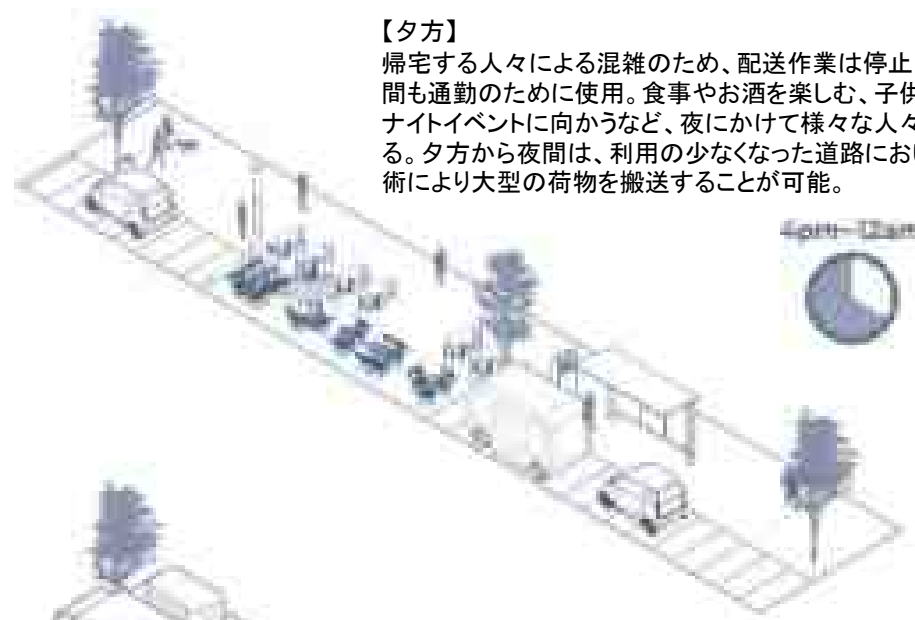 【夕方】
帰宅する人々による混雑のため、配送作業は停止
間も通勤のために使用。食事やお酒を楽しむ、子供
ナイトイベントに向かうなど、夜にかけて様々な人々
る。夕方から夜間は、利用の少なくなった道路におい
術により大型の荷物を搬送することが可能。